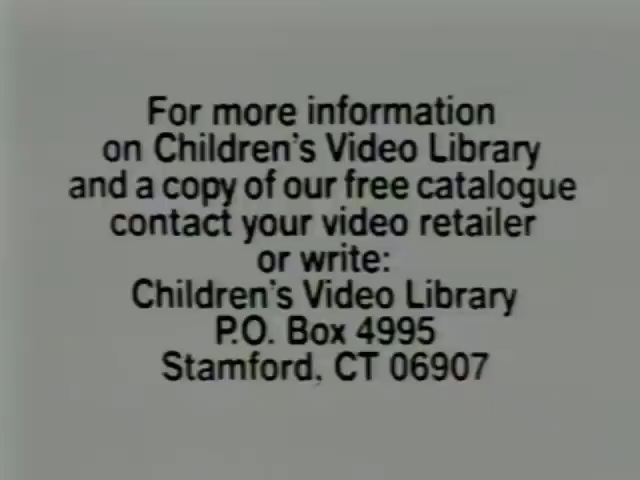 For more information
on Children's Video Library
and a copy of our free catalogue
contact your video retailer
or write:
Children's Video Library
P.O. Box 4995
Stamford, CT 06907